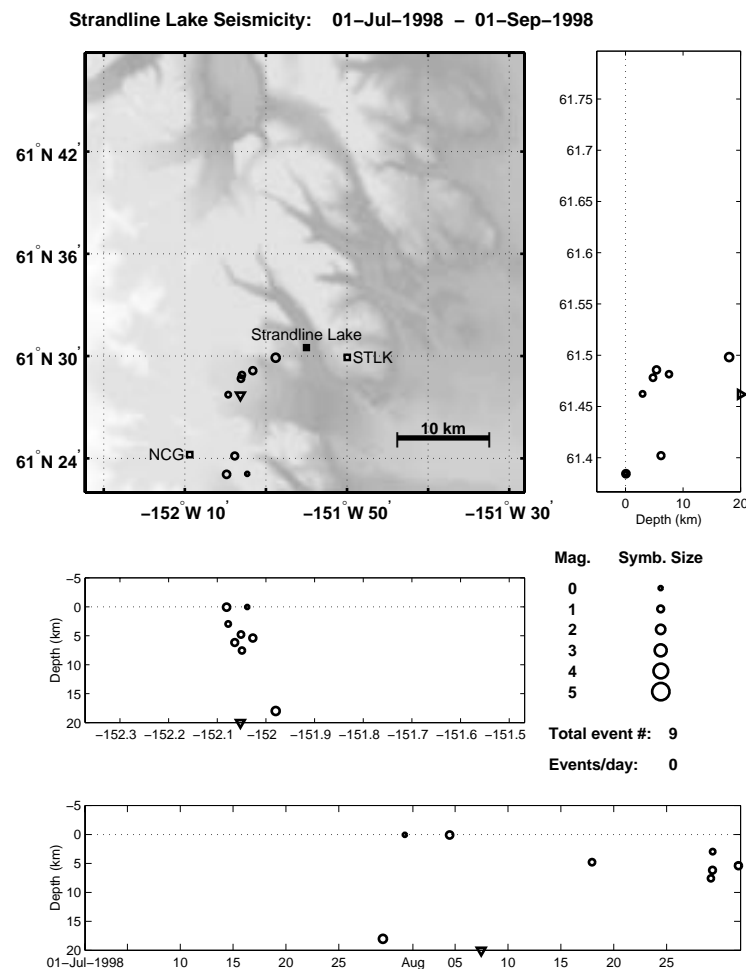 Strandline Lake Seismicity: 01−Jul−1998 − 01−Sep−1998
61°N 42'
61°N 36'
61°N 30'
61°N 24'
−152°W 10'
−151°W 50'
−151°W 30'
Strandline Lake
STLK
NCG
10 km
61.75
61.7
61.65
61.6
61.55
61.5
61.45
61.4
0 10 20
Depth (km)
−5
0
5
10
15
20
Depth (km)
−152.3 −152.2 −152.1 −152 −151.9 −151.8 −151.7 −151.6 −151.5
Mag. Symb. Size
0
1
2
3
4
5
Total event #: 9
Events/day: 0
−5
0
5
10
15
20
Depth (km)
01−Jul−1998 10 15 20 25 Aug 05 10 15 20 25